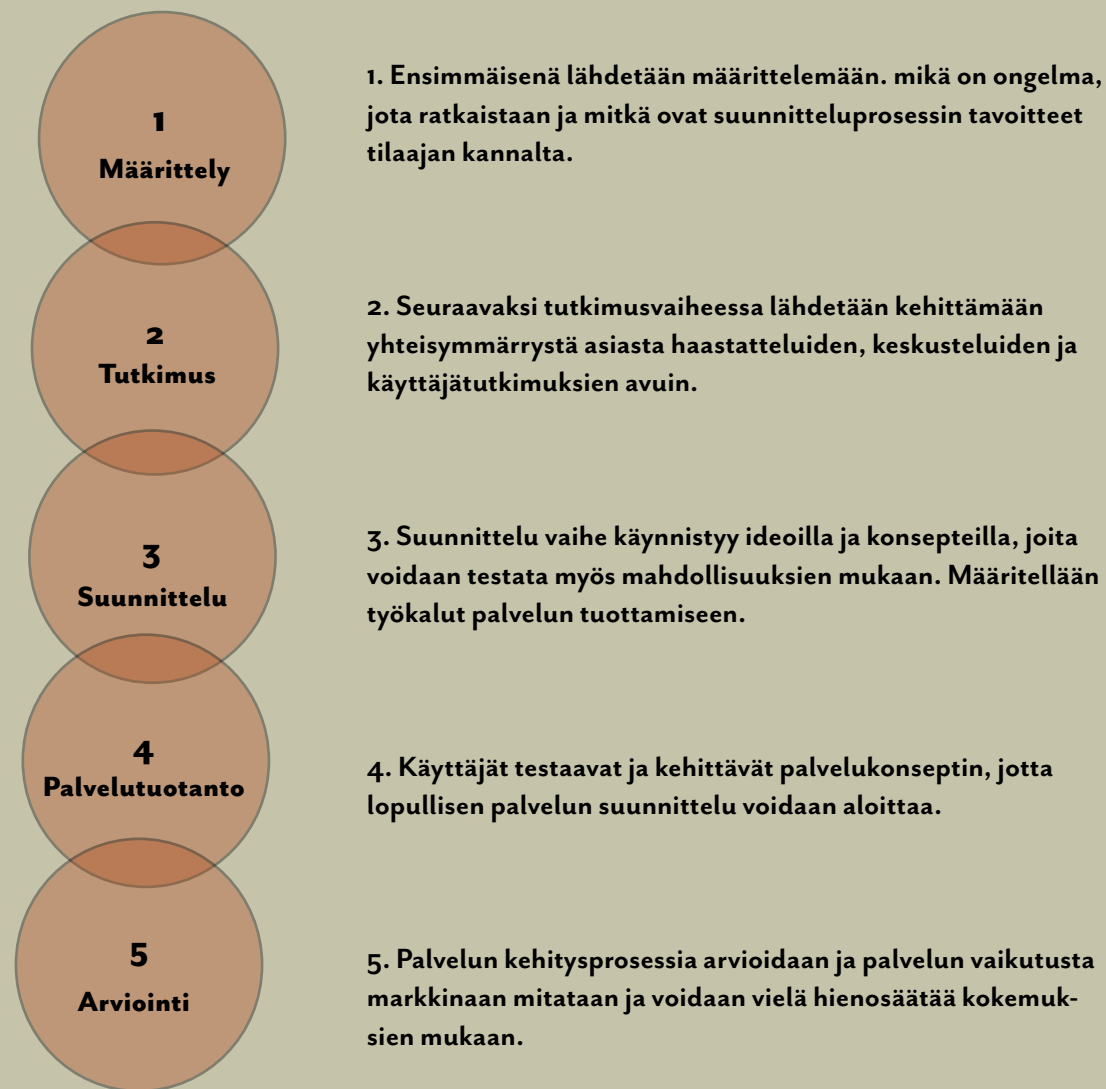 1
Määrittely
1. Ensimmäisenä lähdetään määrittelemään. mikä on ongelma,
jota ratkaistaan ja mitkä ovat suunnitteluprosessin tavoitteet
tilaajan kannalta.
2
Tutkimus
2. Seuraavaksi tutkimusvaiheessa lähdetään kehittämään
yhteisymmärrystä asiasta haastatteluiden, keskusteluiden ja
käyttäjätutkimuksien avuin.
3
Suunnittelu
3. Suunnittelu vaihe käynnistyy ideoilla ja konsepteilla, joita
voidaan testata myös mahdollisuuksien mukaan. Määritellään
työkalut palvelun tuottamiseen.
4
Palvelutuotanto
4. Käyttäjät testaavat ja kehittävät palvelukonseptin, jotta
lopullisen palvelun suunnittelu voidaan aloittaa.
5
Arviointi
5. Palvelun kehitysprosessia arvioidaan ja palvelun vaikutusta
markkinaan mitataan ja voidaan vielä hienosäätää kokemuk-
sien mukaan.